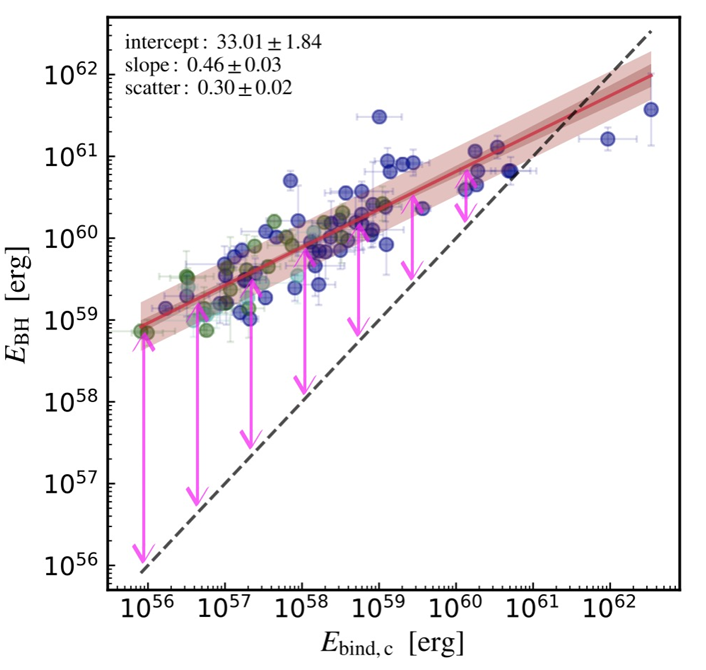 intercept: 33.01 ± 1.84
slope: 0.46 ± 0.03
scatter: 0.30 ± 0.02
10^62
10^61
10^60
10^59
10^58
10^57
10^56
E_BH [erg]
10^56 10^57 10^58 10^59 10^60 10^61 10^62
E_bind, c [erg]